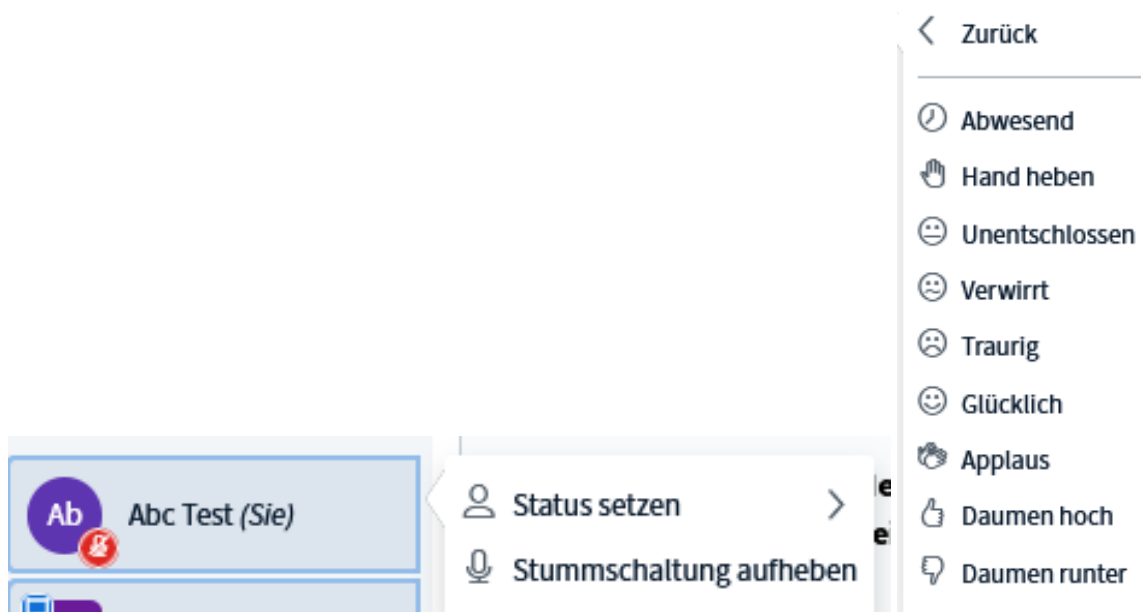 Zurück
Abwesend
Hand heben
Unentschlossen
Verwirrt
Traurig
Glücklich
Applaus
Daumen hoch
Daumen runter
Ab
Abc Test (Sie)
Status setzen
Stummschaltung aufheben